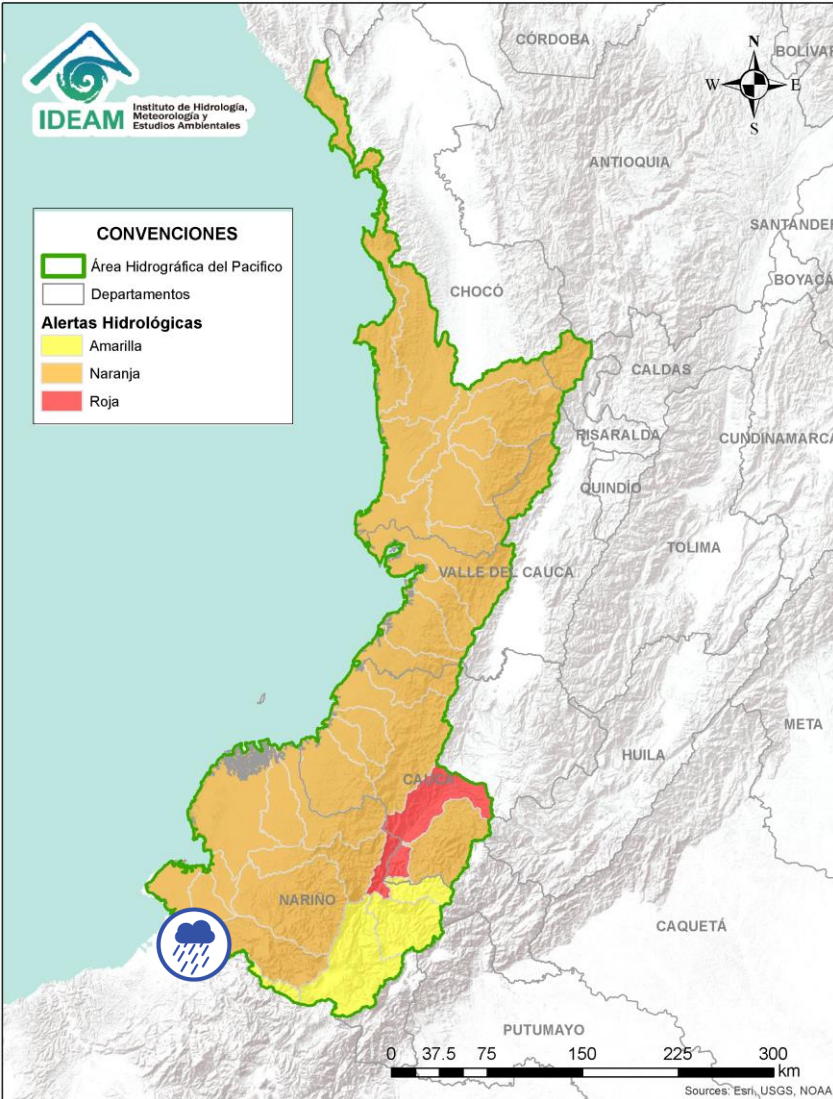 IDEAM
Instituto de Hidrología,
Meteorología y
Estudios Ambientales
CÓRDOBA
BOLÍVAR
N
W
E
S
ANTIOQUIA
SANTANDER
BOYACÁ
CONVENCIONES
Área Hidrográfica del Pacifico
Departamentos
Alertas Hidrológicas
Amarilla
Naranja
Roja
CHOCÓ
CALDAS
RISARALDA
CUNDINAMARCA
QUINDÍO
TOLIMA
VALLE DEL CAUCA
META
HUILA
CAUCA
NARIÑO
CAQUETÁ
PUTUMAYO
0 37.5 75 150 225 300
km
Sources: Esri, USGS, NOAA